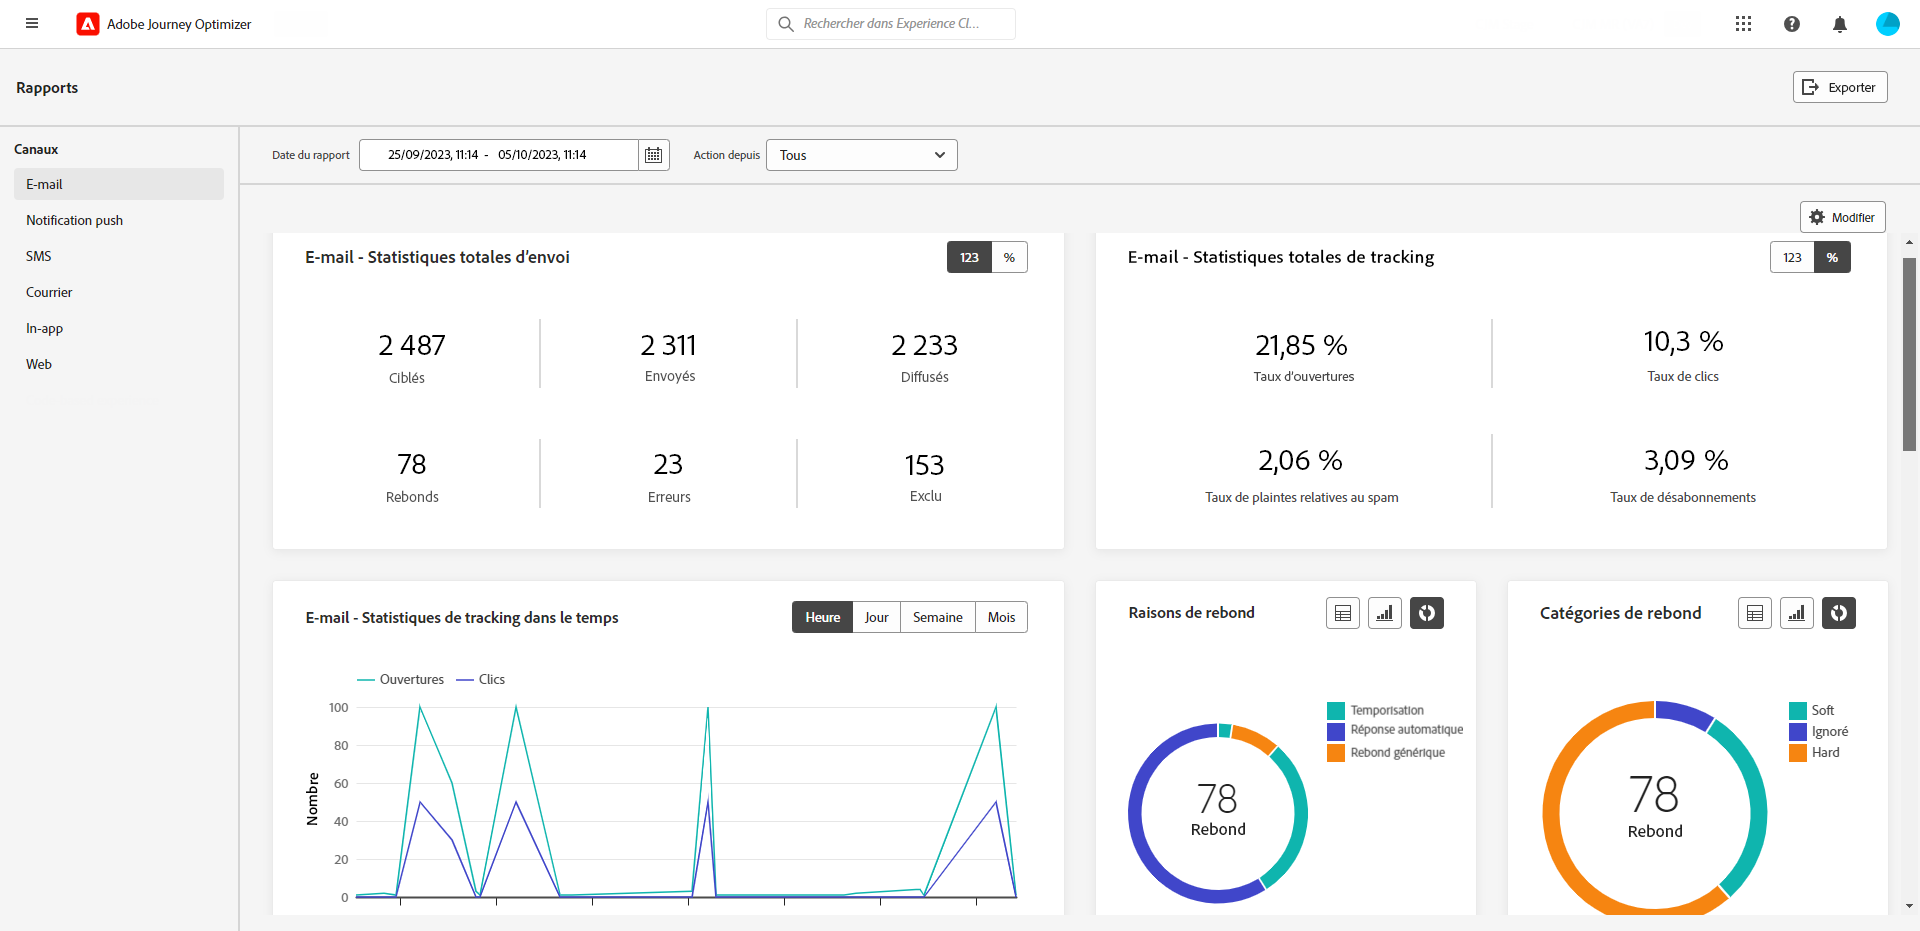 Adobe Journey Optimizer
Rechercher dans Experience Cl...
Rapports
Exporter
Canaux
E-mail
Notification push
SMS
Courrier
In-app
Web
Date du rapport
25/09/2023, 11:14 - 05/10/2023, 11:14
Action depuis
Tous
Modifier
E-mail - Statistiques totales d’envoi
123
%
2 487
Ciblés
2 311
Envoyés
2 233
Diffusés
78
Rebonds
23
Erreurs
153
Exclu
E-mail - Statistiques totales de tracking
123
%
21,85 %
Taux d’ouvertures
10,3 %
Taux de clics
2,06 %
Taux de plaintes relatives au spam
3,09 %
Taux de désabonnements
E-mail - Statistiques de tracking dans le temps
Heure
Jour
Semaine
Mois
Ouvertures
Clics
Nombre
100
80
60
40
20
0
Raisons de rebond
Temporisation
Réponse automatique
Rebond générique
78
Rebond
Catégories de rebond
Soft
Ignoré
Hard
78
Rebond